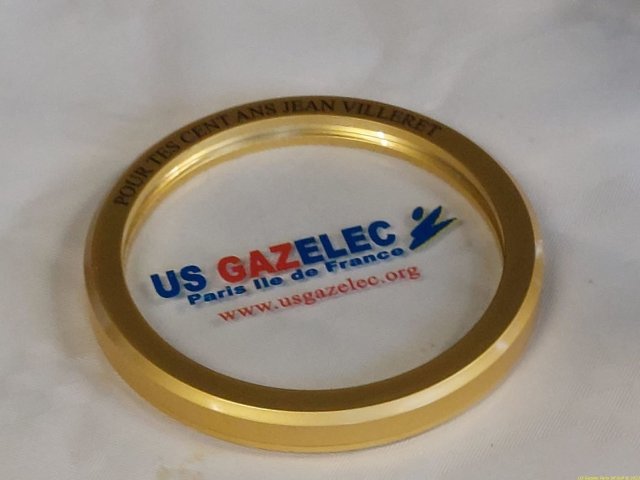 POUR TES CENT ANS JEAN VILLERET
US GAZELEC
Paris Ile de France
www.usgazelec.org